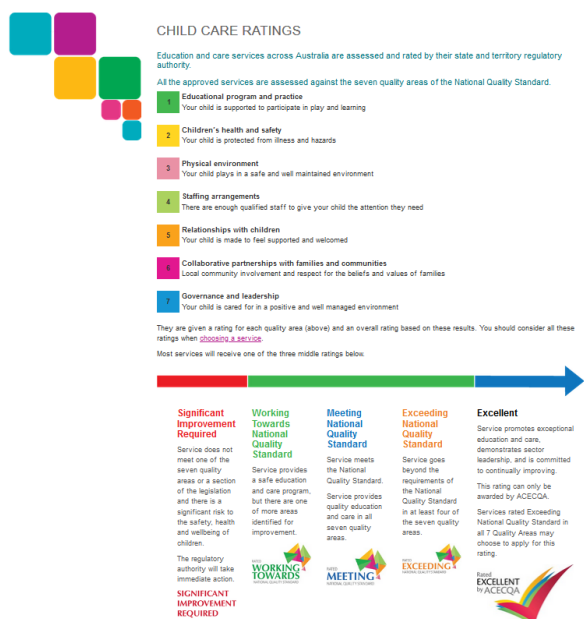 CHILD CARE RATINGS
Education and care services across Australia are assessed and rated by their state and territory regulatory
authority.
All the approved services are assessed against the seven quality areas of the National Quality Standard.
1
Educational program and practice
Your child is supported to participate in play and learning
2
Children's health and safety
Your child is protected from illness and hazards
3
Physical environment
Your child plays in a safe and well maintained environment
4
Staffing arrangements
There are enough qualified staff to give your child the attention they need
5
Relationships with children
Your child is made to feel supported and welcomed
6
Collaborative partnerships with families and communities
Local community involvement and respect for the beliefs and values of families
7
Governance and leadership
Your child is cared for in a positive and well managed environment
They are given a rating for each quality area (above) and an overall rating based on these results. You should consider all these
ratings when choosing a service.
Most services will receive one of the three middle ratings below.
Significant
Improvement
Required
Service does not
meet one of the
seven quality
areas or a section
of the legislation
and there is a
significant risk to
the safety, health
and wellbeing of
children.
The regulatory
authority will take
immediate action.
SIGNIFICANT
IMPROVEMENT
REQUIRED
Working
Towards
National
Quality
Standard
Service provides
a safe education
and care program,
but there are one
of more areas
identified for
improvement.
RATED
WORKING
TOWARDS
NATIONAL QUALITY STANDARD
Meeting
National
Quality
Standard
Service meets
the National
Quality Standard.
Service provides
quality education
and care in all
seven quality
areas.
RATED
MEETING
NATIONAL QUALITY STANDARD
Exceeding
National
Quality
Standard
Service goes
beyond the
requirements of
the National
Quality Standard
in at least four of
the seven quality
areas.
RATED
EXCEEDING
NATIONAL QUALITY STANDARD
Excellent
Service promotes exceptional
education and care,
demonstrates sector
leadership, and is committed
to continually improving.
This rating can only be
awarded by ACECQA.
Services rated Exceeding
National Quality Standard in
all 7 Quality Areas may
choose to apply for this
rating.
Rated
EXCELLENT
by ACECQA